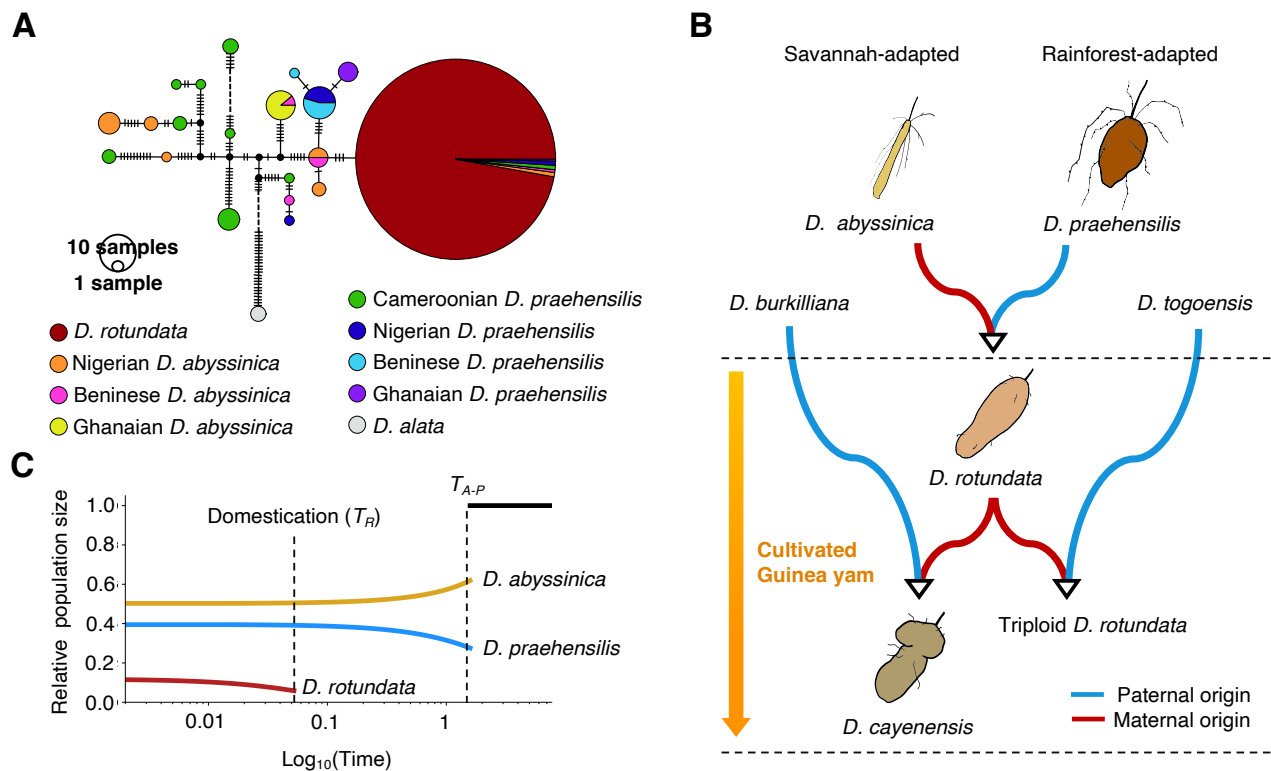 A
10 samples
1 sample
D. rotundata
Nigerian D. abyssinica
Beninese D. abyssinica
Ghanaian D. abyssinica
Cameroonian D. praehensilis
Nigerian D. praehensilis
Beninese D. praehensilis
Ghanaian D. praehensilis
D. alata
B
Savannah-adapted
Rainforest-adapted
D. abyssinica
D. praehensilis
D. burkilliana
D. togoensis
D. rotundata
Cultivated
Guinea yam
Triploid D. rotundata
D. cayenensis
Paternal origin
Maternal origin
C
Relative population size
1.0
0.8
0.6
0.4
0.2
0.0
Domestication (TR)
TA-P
D. abyssinica
D. praehensilis
D. rotundata
0.01
0.1
1
Log10(Time)